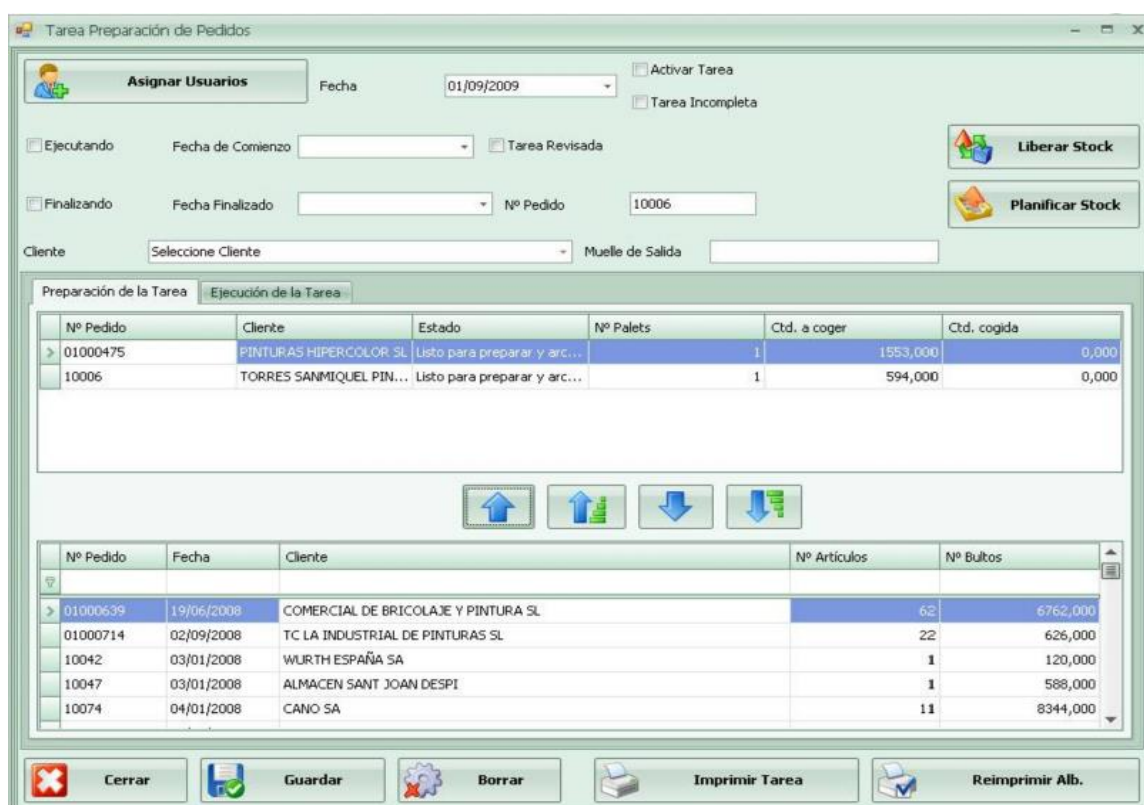 Tarea Preparación de Pedidos
Asignar Usuarios Fecha 01/09/2009 Activar Tarea
Tarea Incompleta
Ejecutando Fecha de Comienzo Tarea Revisada Liberar Stock
Finalizando Fecha Finalizado Nº Pedido 10006 Planificar Stock
Cliente Seleccione Cliente Muelle de Salida
Preparación de la Tarea Ejecución de la Tarea
Nº Pedido Cliente Estado Nº Palets Ctd. a coger Ctd. cogida
01000475 PINTURAS HIPERCOLOR SL Listo para preparar y arc... 1 1553,000 0,000
10006 TORRES SANMIQUEL PIN... Listo para preparar y arc... 1 594,000 0,000
Nº Pedido Fecha Cliente Nº Artículos Nº Bultos
01000639 19/06/2008 COMERCIAL DE BRICOLAJE Y PINTURA SL 62 6762,000
01000714 02/09/2008 TC LA INDUSTRIAL DE PINTURAS SL 22 626,000
10042 03/01/2008 WURTH ESPAÑA SA 1 120,000
10047 03/01/2008 ALMACEN SANT JOAN DESPI 1 588,000
10074 04/01/2008 CANO SA 11 8344,000
Cerrar Guardar Borrar Imprimir Tarea Reimprimir Alb.